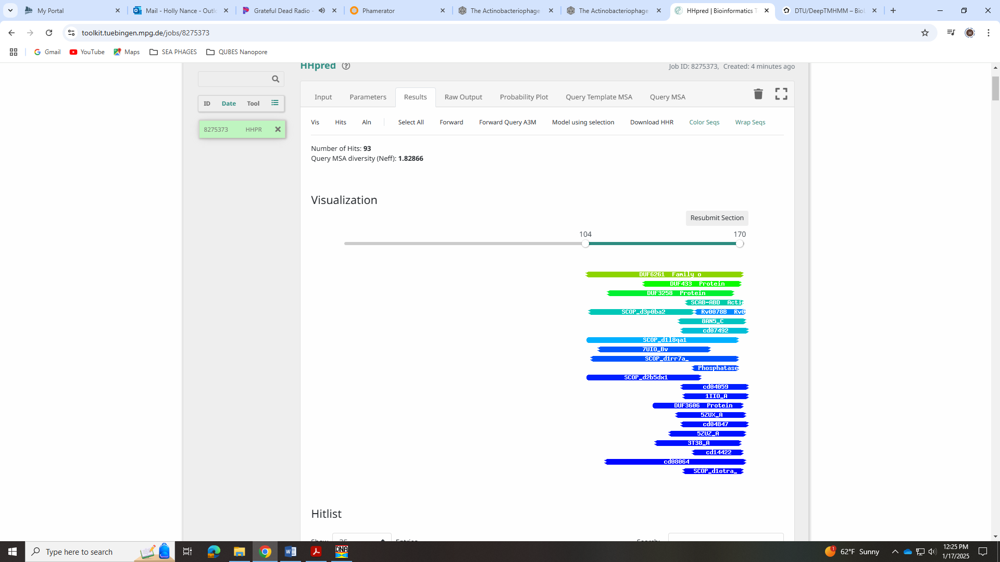 My Portal
Mail - Holly Nance - Outl
Grateful Dead Radio -
Phamerator
The Actinobacteriophage
The Actinobacteriophage
HHpred | Bioinformatics T
DTU/DeepTMHMM – BioL
toolkit.tuebingen.mpg.de/jobs/8275373
H
Gmail
YouTube
Maps
SEA PHAGES
QUBES Nanopore
HHpred
Job ID: 8275373, Created: 4 minutes ago
ID Date Tool
8275373 HHPR
Input Parameters Results Raw Output Probability Plot Query Template MSA Query MSA
Vis Hits Aln Select All Forward Forward Query A3M Model using selection Download HHR Color Seqs Wrap Seqs
Number of Hits: 93
Query MSA diversity (Neff): 1.82866
Visualization
Resubmit Section
104 170
DUF6261 Family o
DUF433 Protein
DUF3258 Protein
SCAB-ABD Acti
SCOP_d3p0ba2 Rv0078B Rv0
8AN5_C
cd07492
SCOP_d1l8qa1
7UIO_Bv
SCOP_d1rr7a_
Phosphatase
SCOP_d2b5dx1
cd04059
1IIO_A
DUF3606 Protein
5ZUX_A
cd04847
5ZUZ_A
3T38_A
cd14422
cd08064
SCOP_d1otra_
Hitlist
Show 25 Entries Search:
Type here to search
DNA
1
62°F Sunny
12:25 PM
1/17/2025